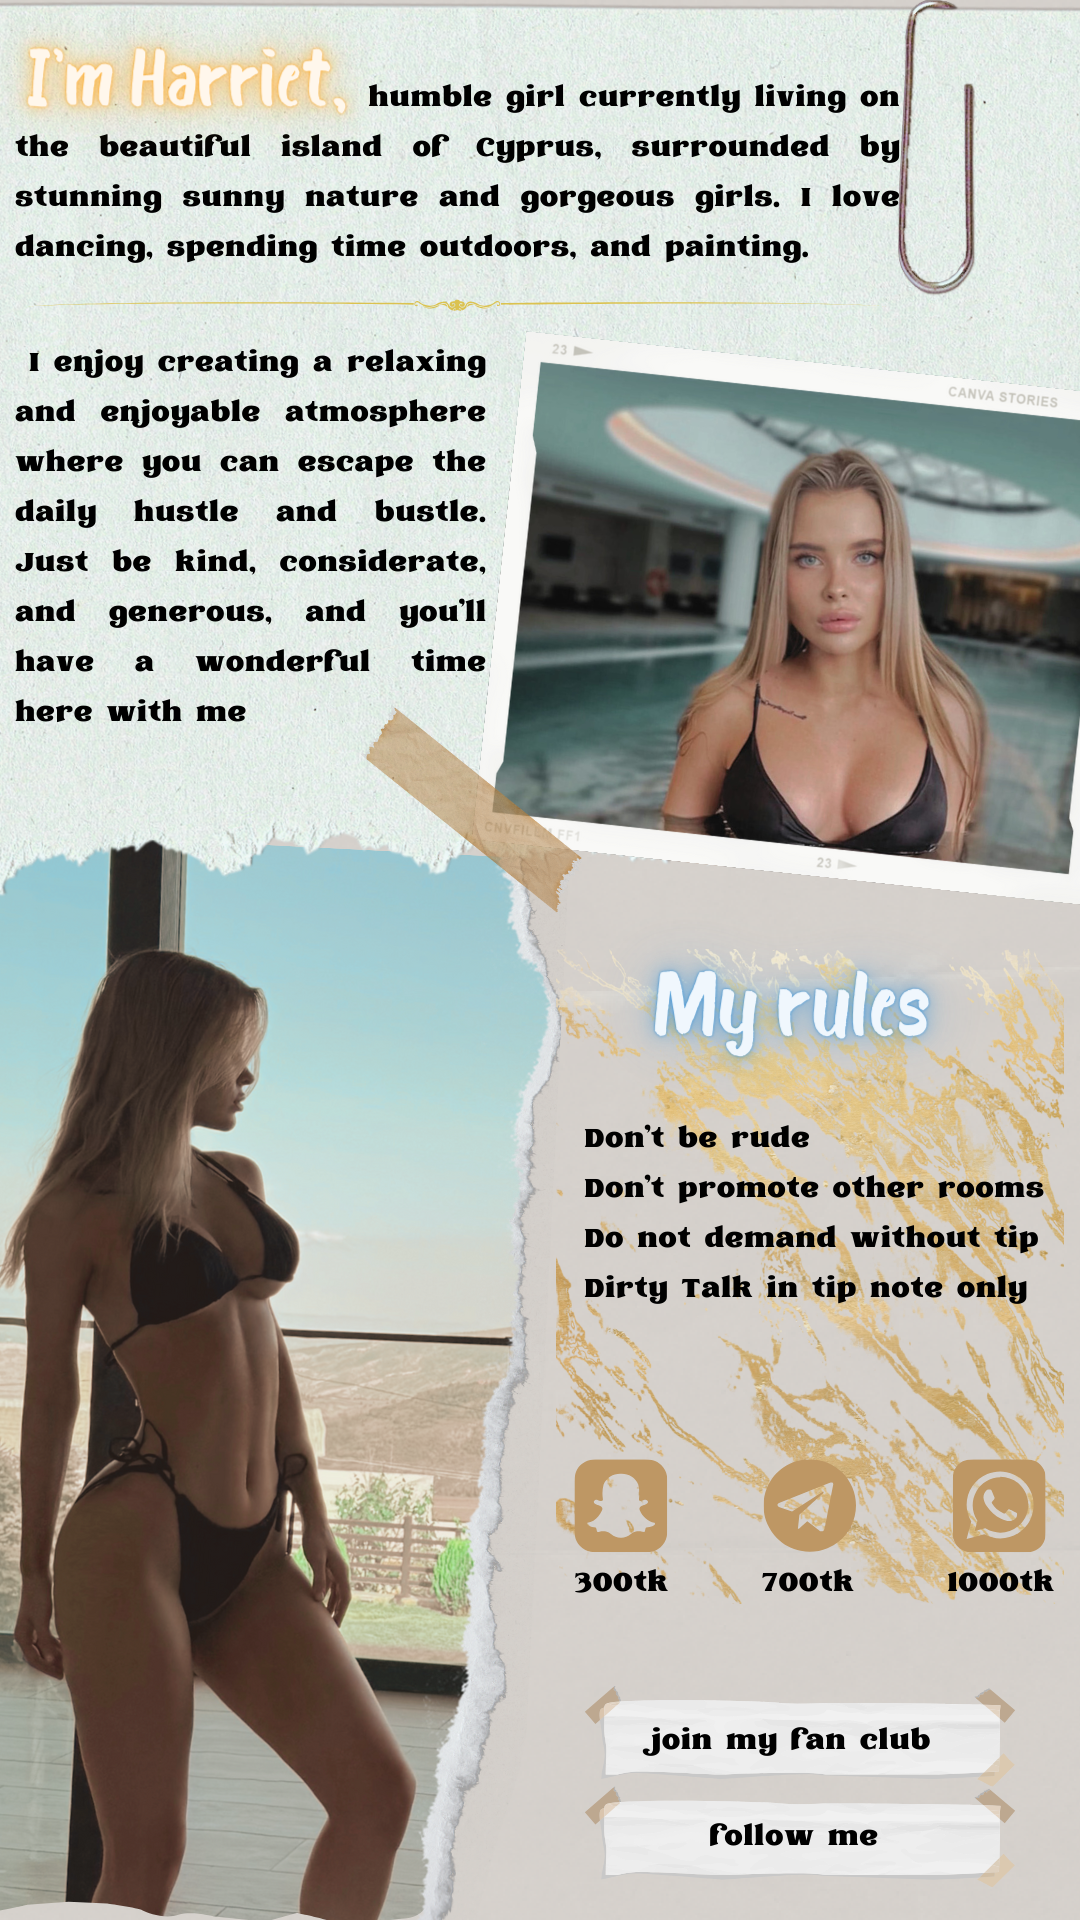 I'm Harriet, humble girl currently living on
the beautiful island of Cyprus, surrounded by
stunning sunny nature and gorgeous girls. I love
dancing, spending time outdoors, and painting.
I enjoy creating a relaxing
and enjoyable atmosphere
where you can escape the
daily hustle and bustle.
Just be kind, considerate,
and generous, and you'll
have a wonderful time
here with me
23
CANVA STORIES
23
My rules
Don't be rude
Don't promote other rooms
Do not demand without tip
Dirty Talk in tip note only
300tk 700tk 1000tk
join my fan club
follow me